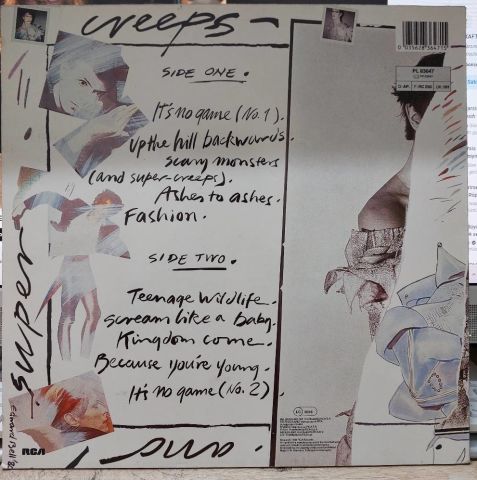 creeps
SIDE ONE.
It's no game (No. 1).
up the hill backwards.
scary monsters
(and super-creeps).
Ashes to ashes.
Fashion.
SIDE TWO.
Teenage Wildlife.
scream like a baby.
Kingdom come.
Because you're young.
It's no game (No. 2)
super
and
RCA
PL 83647